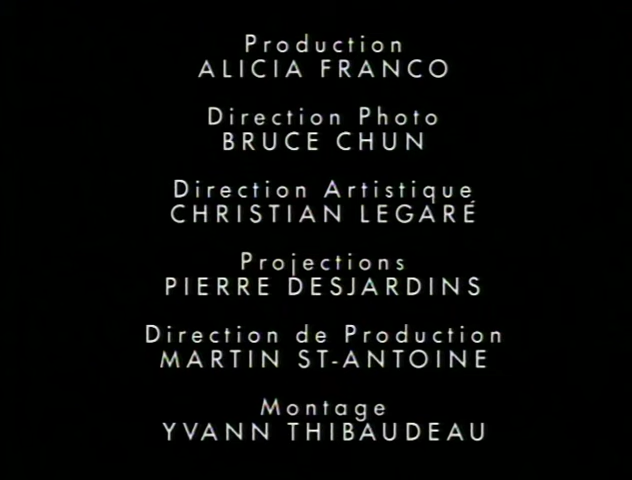 Production
ALICIA FRANCO
Direction Photo
BRUCE CHUN
Direction Artistique
CHRISTIAN LEGARÉ
Projections
PIERRE DESJARDINS
Direction de Production
MARTIN ST-ANTOINE
Montage
YVANN THIBAUDEAU